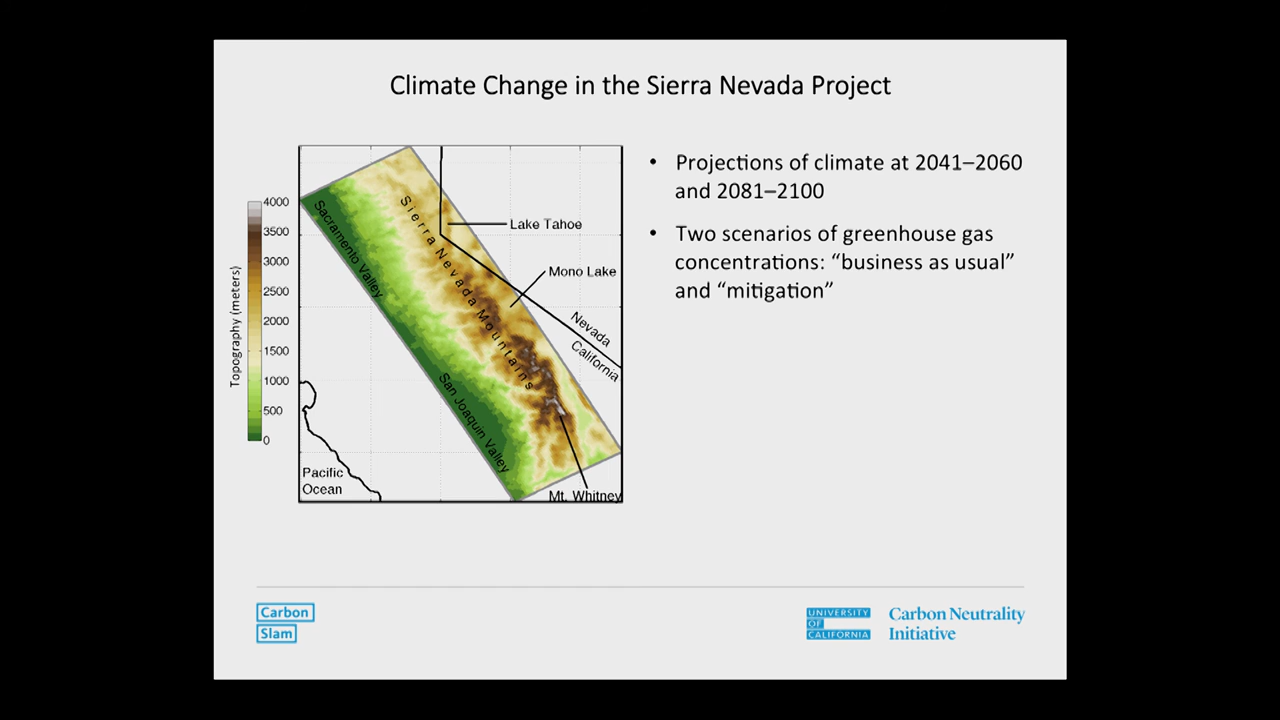 Climate Change in the Sierra Nevada Project
4000
3500
3000
2500
2000
1500
1000
500
0
Topography (meters)
Sacramento Valley
Sierra Nevada Mountains
San Joaquin Valley
Lake Tahoe
Mono Lake
Nevada
California
Mt. Whitney
Pacific
Ocean
• Projections of climate at 2041–2060
and 2081–2100
• Two scenarios of greenhouse gas
concentrations: “business as usual”
and “mitigation”
Carbon
Slam
UNIVERSITY
OF
CALIFORNIA
Carbon Neutrality
Initiative